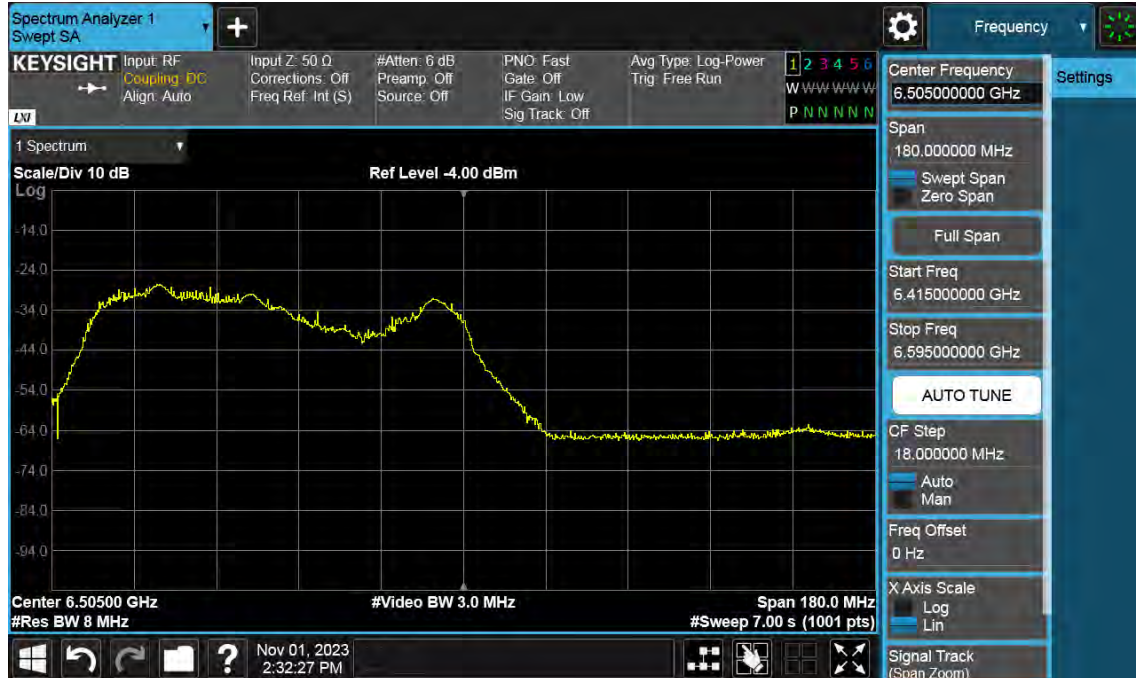 Spectrum Analyzer 1
Swept SA
+
Frequency
KEYSIGHT
Input: RF
Coupling: DC
Align: Auto
Input Z: 50 Ω
Corrections: Off
Freq Ref: Int (S)
#Atten: 6 dB
Preamp: Off
Source: Off
PNO: Fast
Gate: Off
IF Gain: Low
Sig Track: Off
Avg Type: Log-Power
Trig: Free Run
1 2 3 4 5 6
W W W W W W
P N N N N N
LXI
1 Spectrum
Scale/Div 10 dB
Ref Level -4.00 dBm
Log
-14.0
-24.0
-34.0
-44.0
-54.0
-64.0
-74.0
-84.0
-94.0
Center 6.50500 GHz
#Res BW 8 MHz
#Video BW 3.0 MHz
Span 180.0 MHz
#Sweep 7.00 s (1001 pts)
?
Nov 01, 2023
2:32:27 PM
Center Frequency
6.505000000 GHz
Settings
Span
180.000000 MHz
Swept Span
Zero Span
Full Span
Start Freq
6.415000000 GHz
Stop Freq
6.595000000 GHz
AUTO TUNE
CF Step
18.000000 MHz
Auto
Man
Freq Offset
0 Hz
X Axis Scale
Log
Lin
Signal Track
(Span Zoom)